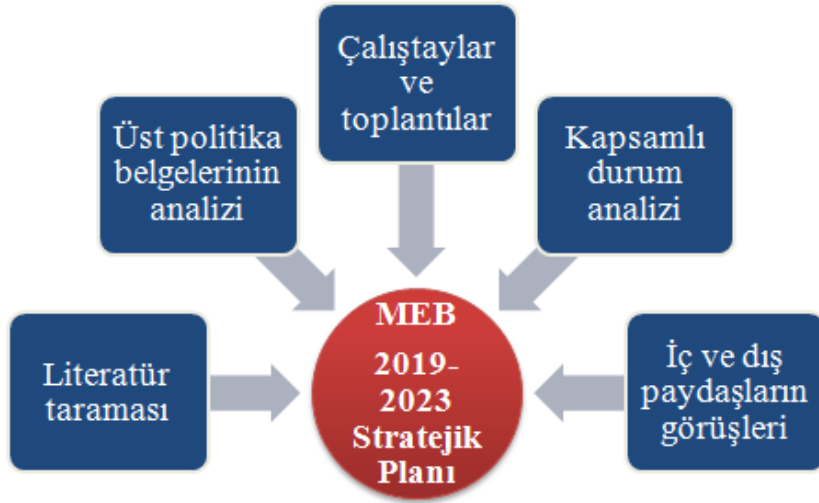 Çalıştaylar
ve
toplantılar
Üst politika
belgelerinin
analizi
Kapsamlı
durum
analizi
Literatür
taraması
MEB
2019-
2023
Stratejik
Planı
İç ve dış
paydaşların
görüşleri